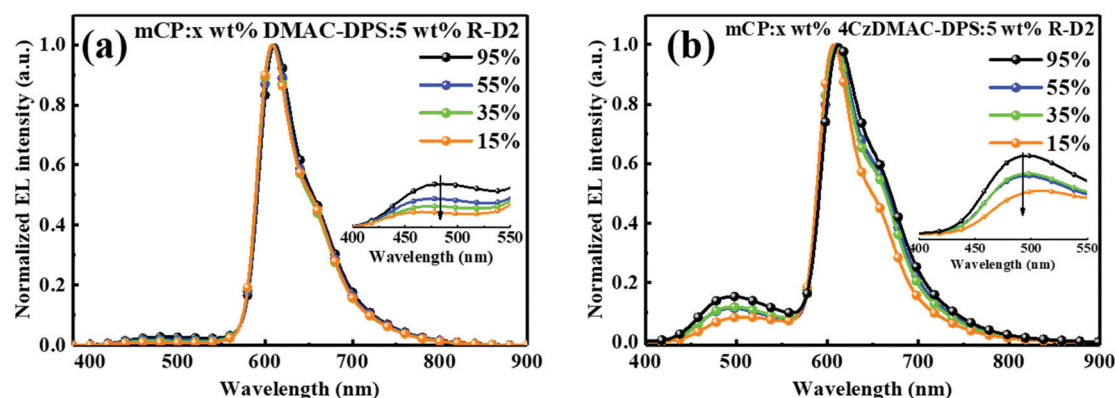 (a)
mCP:x wt% DMAC-DPS:5 wt% R-D2
95%
55%
35%
15%
Normalized EL intensity (a.u.)
1.0
0.8
0.6
0.4
0.2
0.0
400 500 600 700 800 900
Wavelength (nm)
400 450 500 550
Wavelength (nm)
(b)
mCP:x wt% 4CzDMAC-DPS:5 wt% R-D2
95%
55%
35%
15%
Normalized EL intensity (a.u.)
1.0
0.8
0.6
0.4
0.2
0.0
400 500 600 700 800 900
Wavelength (nm)
400 450 500 550
Wavelength (nm)